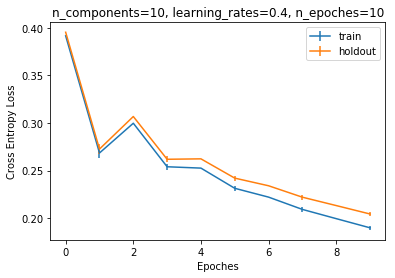 n_components=10, learning_rates=0.4, n_epoches=10
train
holdout
Cross Entropy Loss
0.40
0.35
0.30
0.25
0.20
0 2 4 6 8
Epoches